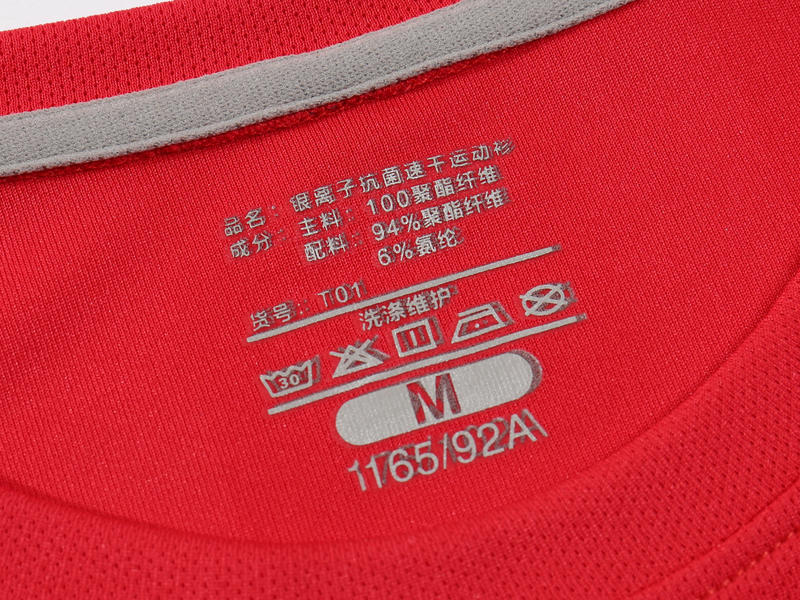 品名：银离子抗菌速干运动衫
成分：主料：100聚酯纤维
配料：94%聚酯纤维
6%氨纶
货号：T01
洗涤维护
30
M